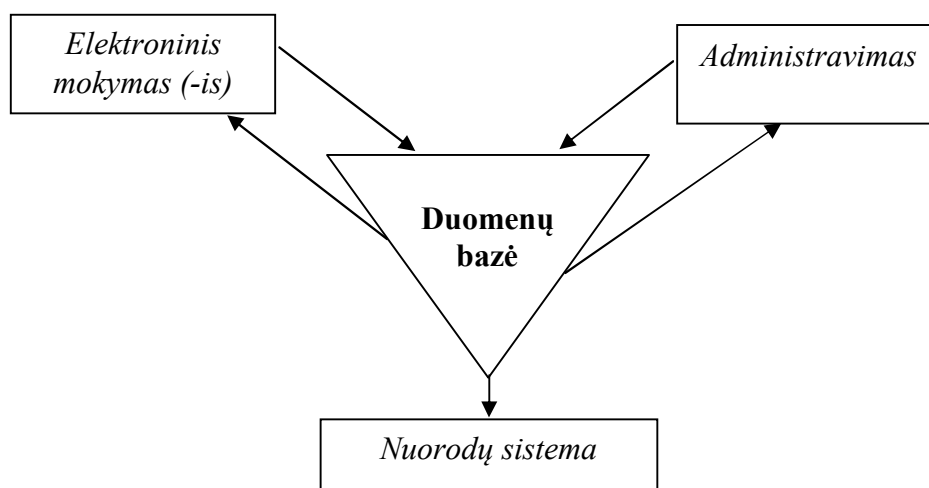 Elektroninis
mokymas (-is)
Administravimas
Duomenų
bazė
Nuorodų sistema